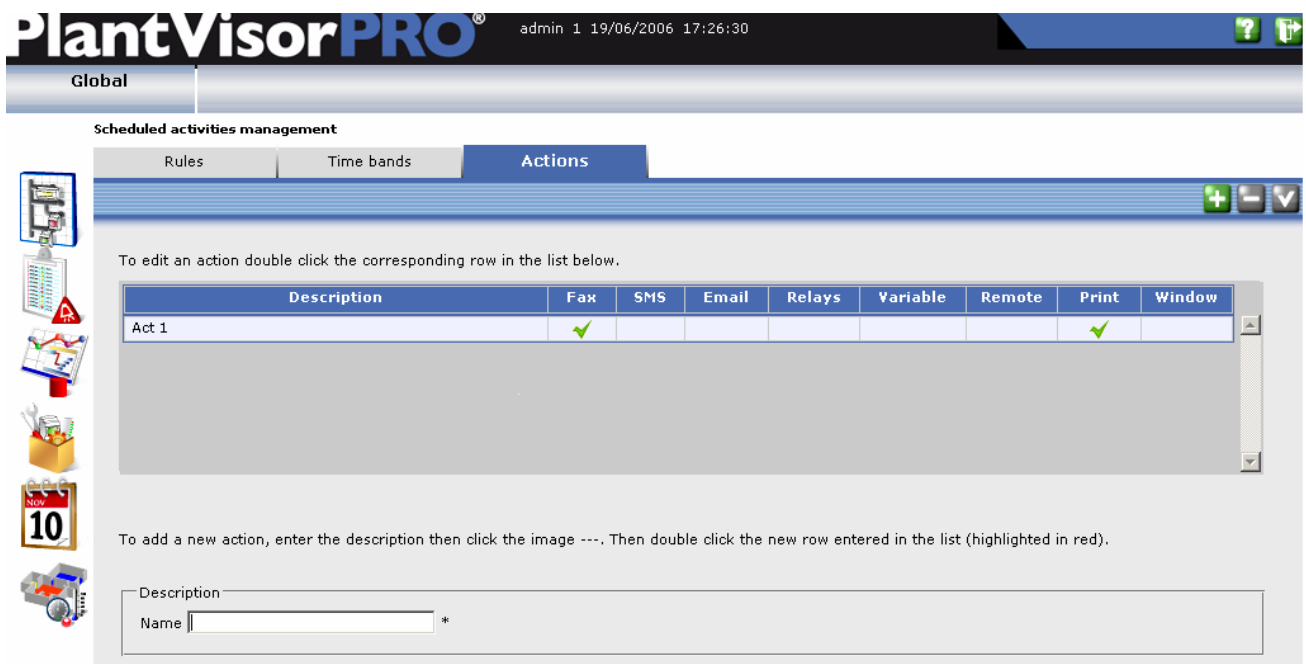 PlantVisorPRO® admin 1 19/06/2006 17:26:30 ?
Global
Scheduled activities management
Rules Time bands Actions
To edit an action double click the corresponding row in the list below.
Description Fax SMS Email Relays Variable Remote Print Window
Act 1
NOV
10
To add a new action, enter the description then click the image ---. Then double click the new row entered in the list (highlighted in red).
Description
Name *